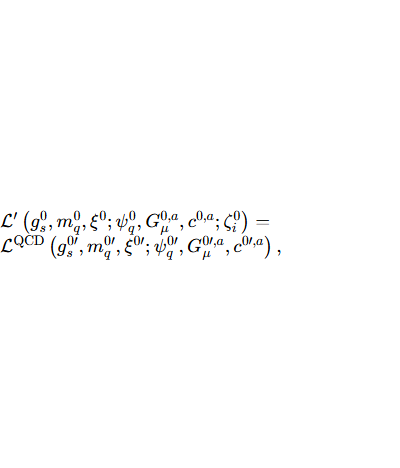 ℒ′ (g_s^0, m_q^0, ξ^0; ψ_q^0, G_μ^{0,a}, c^{0,a}; ζ_i^0) =
ℒ^{QCD} (g_s^{0′}, m_q^{0′}, ξ^{0′}; ψ_q^{0′}, G_μ^{0′,a}, c^{0′,a}),